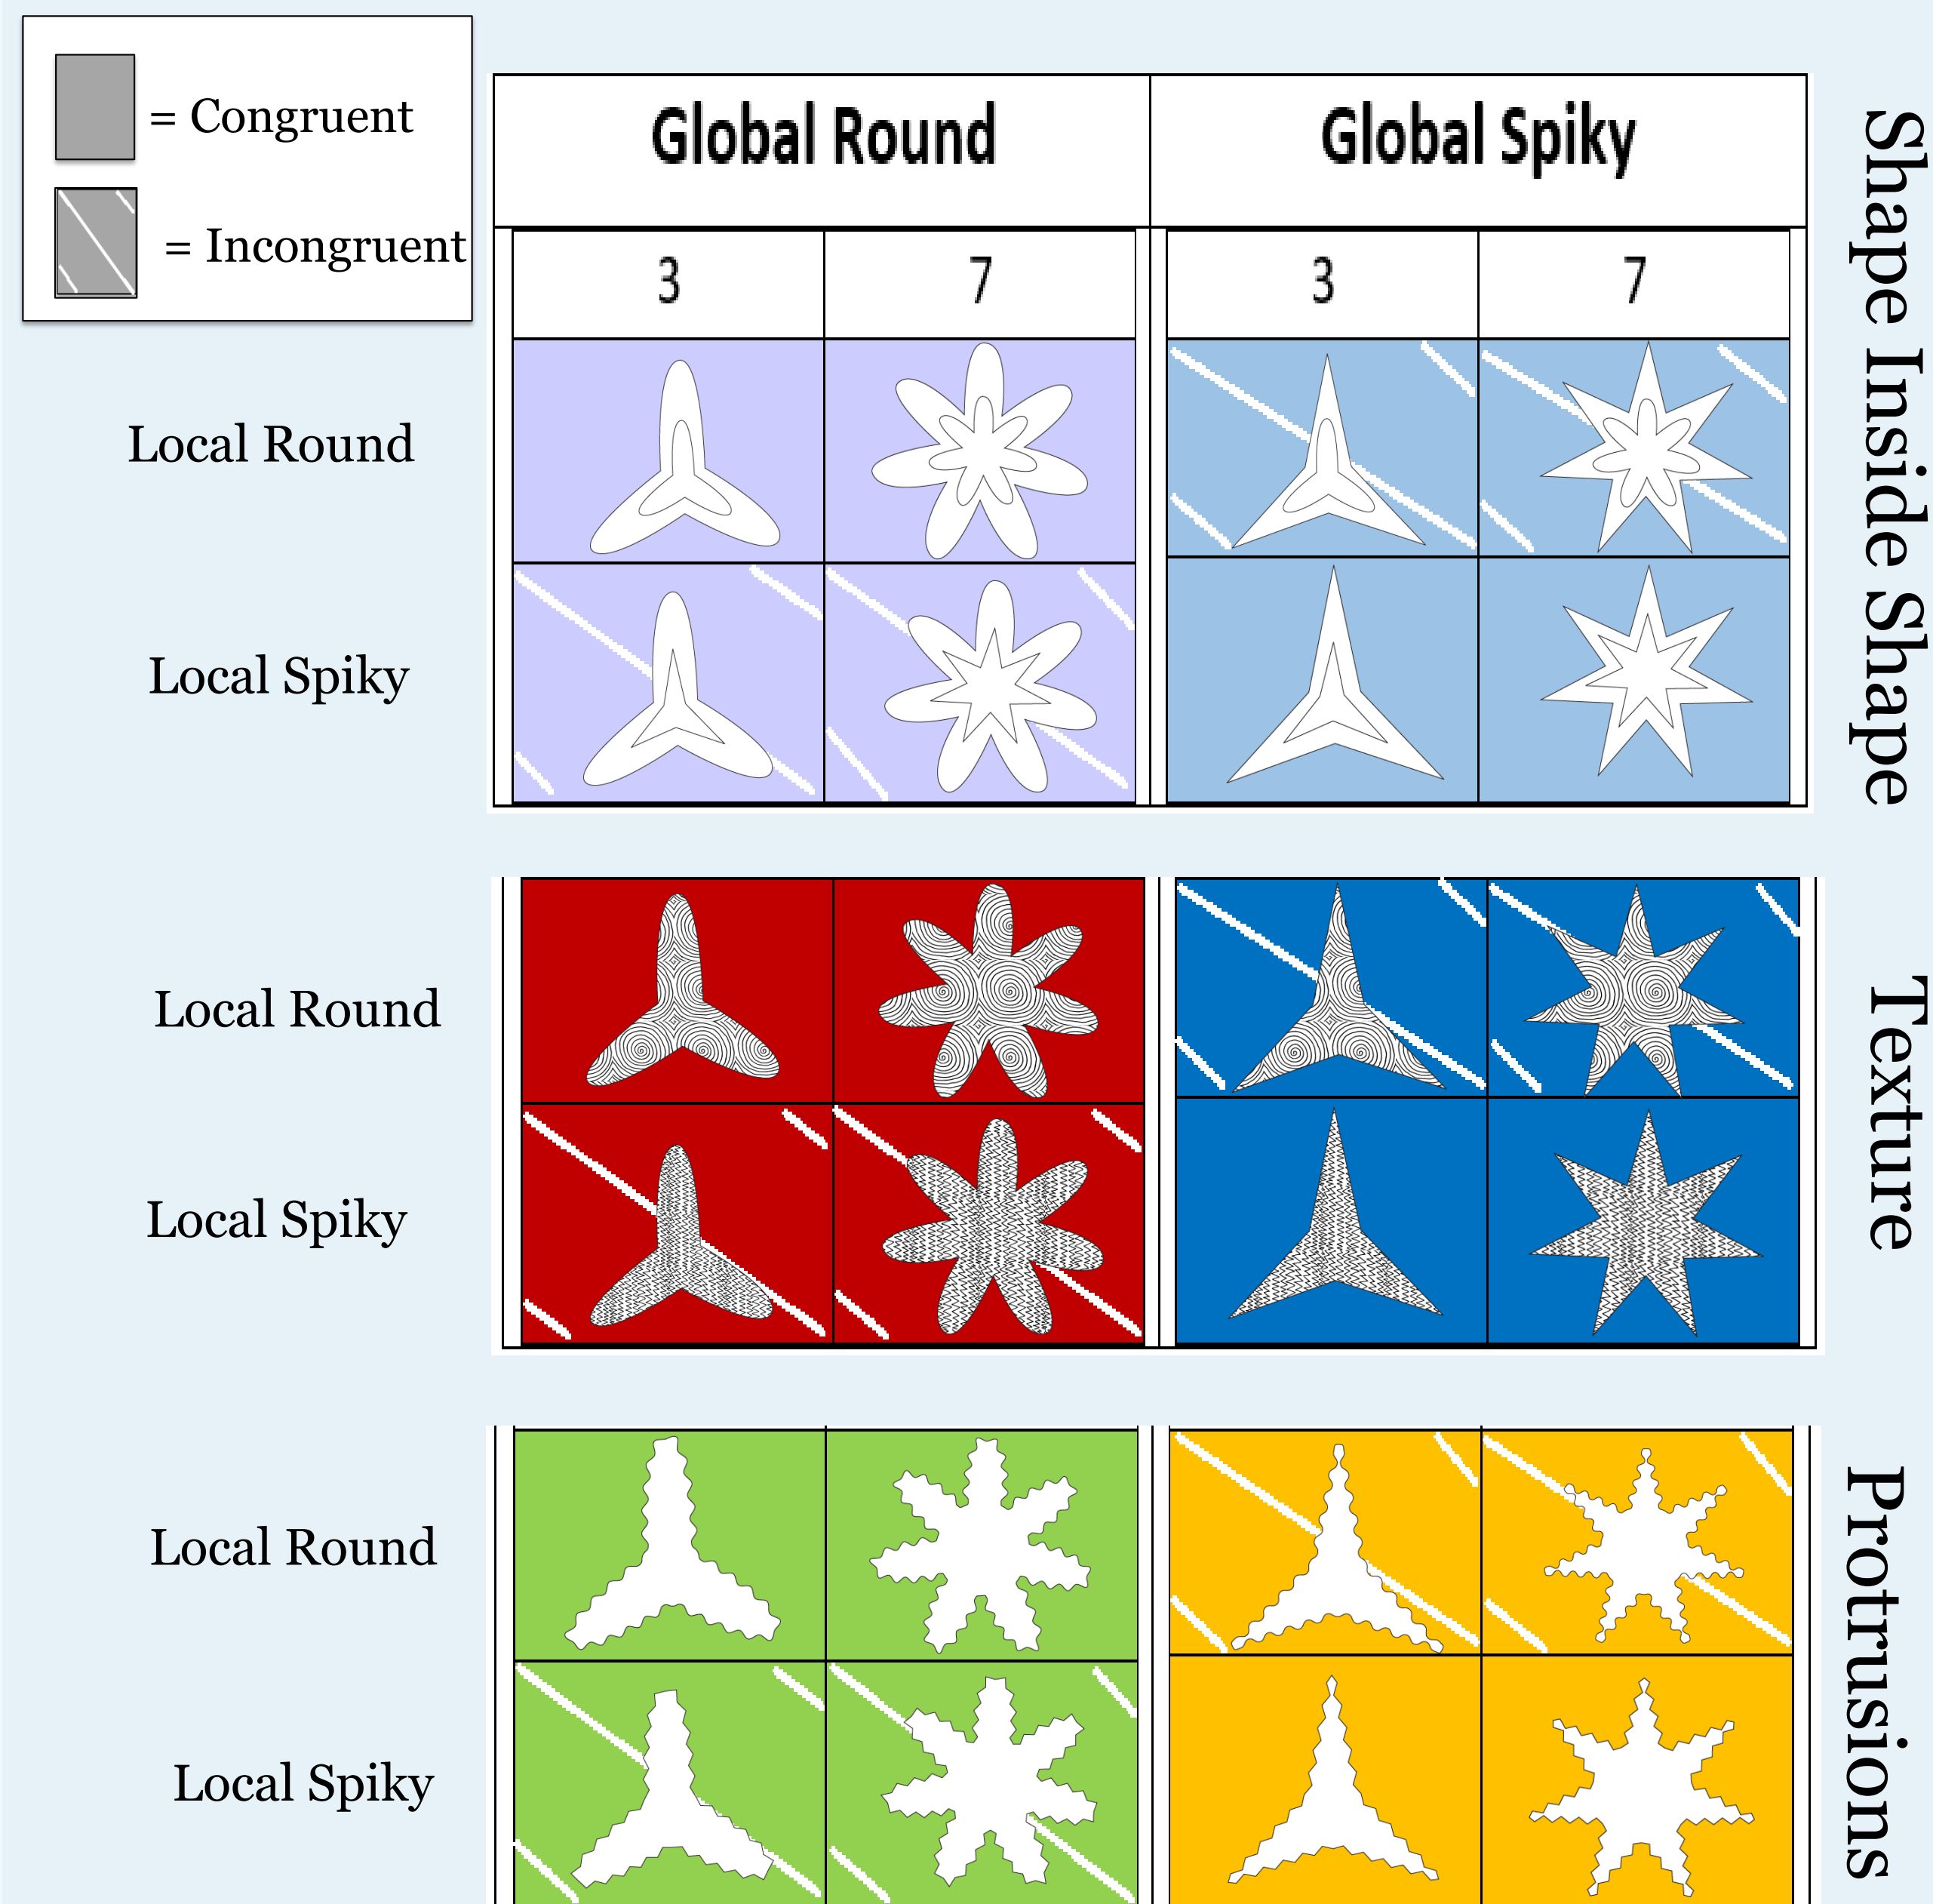 = Congruent
= Incongruent
Global Round
Global Spiky
3
7
3
7
Local Round
Local Spiky
Shape Inside Shape
Local Round
Local Spiky
Texture
Local Round
Local Spiky
Protrusions